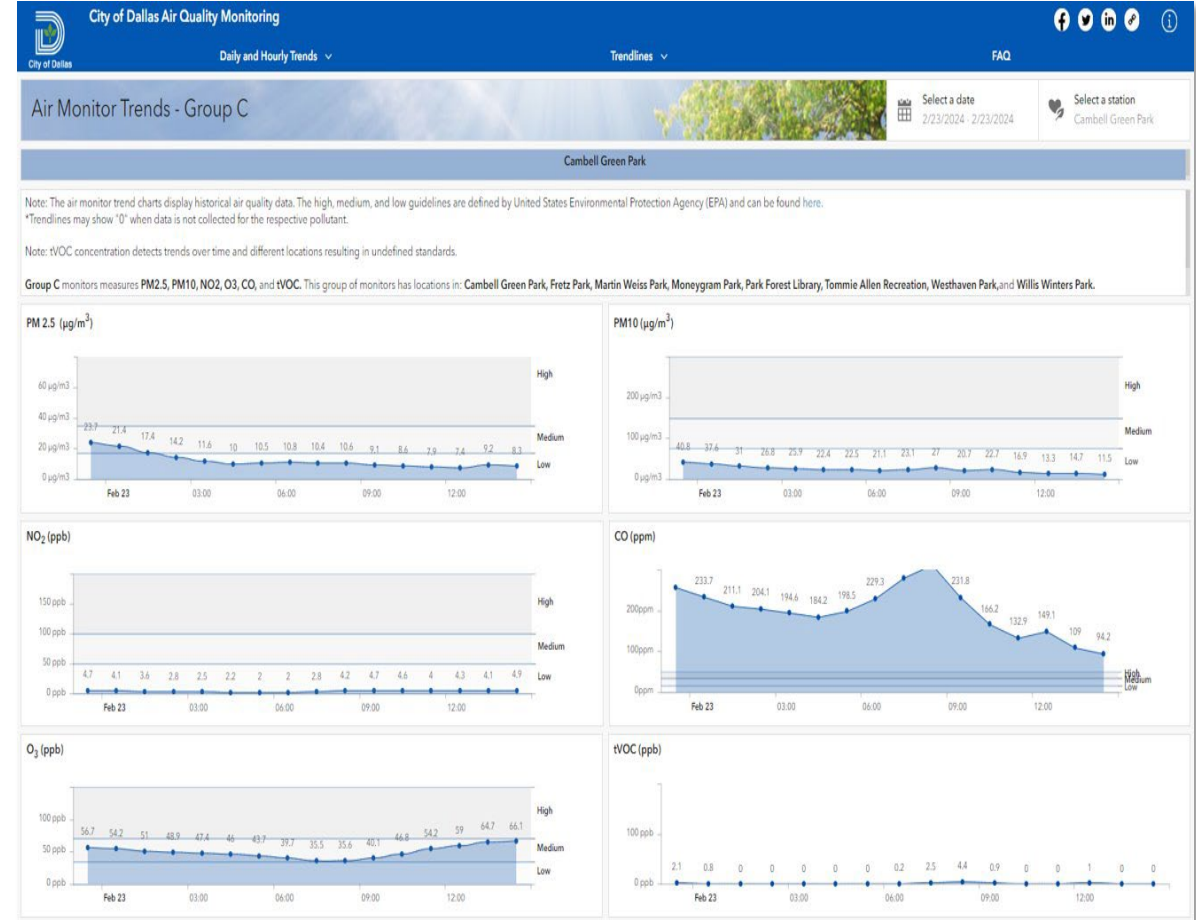 City of Dallas Air Quality Monitoring
City of Dallas
Daily and Hourly Trends
Trendlines
FAQ
Air Monitor Trends - Group C
Select a date
2/23/2024 - 2/23/2024
Select a station
Cambell Green Park
Cambell Green Park
Note: The air monitor trend charts display historical air quality data. The high, medium, and low guidelines are defined by United States Environmental Protection Agency (EPA) and can be found here.
*Trendlines may show "0" when data is not collected for the respective pollutant.
Note: tVOC concentration detects trends over time and different locations resulting in undefined standards.
Group C monitors measures PM2.5, PM10, NO2, O3, CO, and tVOC. This group of monitors has locations in: Cambell Green Park, Fretz Park, Martin Weiss Park, Moneygram Park, Park Forest Library, Tommie Allen Recreation, Westhaven Park,and Willis Winters Park.
PM 2.5 (µg/m³)
60 µg/m3
40 µg/m3
20 µg/m3
0 µg/m3
23.7 21.4 17.4 14.2 11.6 10 10.5 10.8 10.4 10.6 9.1 8.6 7.9 7.4 9.2 8.3
High
Medium
Low
Feb 23 03:00 06:00 09:00 12:00
PM10 (µg/m³)
200 µg/m3
100 µg/m3
0 µg/m3
40.8 37.6 31 26.8 25.9 22.4 22.5 21.1 23.1 27 20.7 22.7 16.9 13.3 14.7 11.5
High
Medium
Low
Feb 23 03:00 06:00 09:00 12:00
NO₂ (ppb)
150 ppb
100 ppb
50 ppb
0 ppb
4.7 4.1 3.6 2.8 2.5 2.2 2 2 2.8 4.2 4.7 4.6 4 4.3 4.1 4.9
High
Medium
Low
Feb 23 03:00 06:00 09:00 12:00
CO (ppm)
200ppm
100ppm
0ppm
233.7 211.1 204.1 194.6 184.2 198.5 229.3 231.8 166.2 132.9 149.1 109 94.2
High
Medium
Low
Feb 23 03:00 06:00 09:00 12:00
O₃ (ppb)
100 ppb
50 ppb
0 ppb
56.7 54.2 51 48.9 47.4 46 43.7 39.7 35.5 35.6 40.1 46.8 54.2 59 64.7 66.1
High
Medium
Low
Feb 23 03:00 06:00 09:00 12:00
tVOC (ppb)
100 ppb
0 ppb
2.1 0.8 0 0 0 0 0 0.2 2.5 4.4 0.9 0 0 1 0 0
Feb 23 03:00 06:00 09:00 12:00